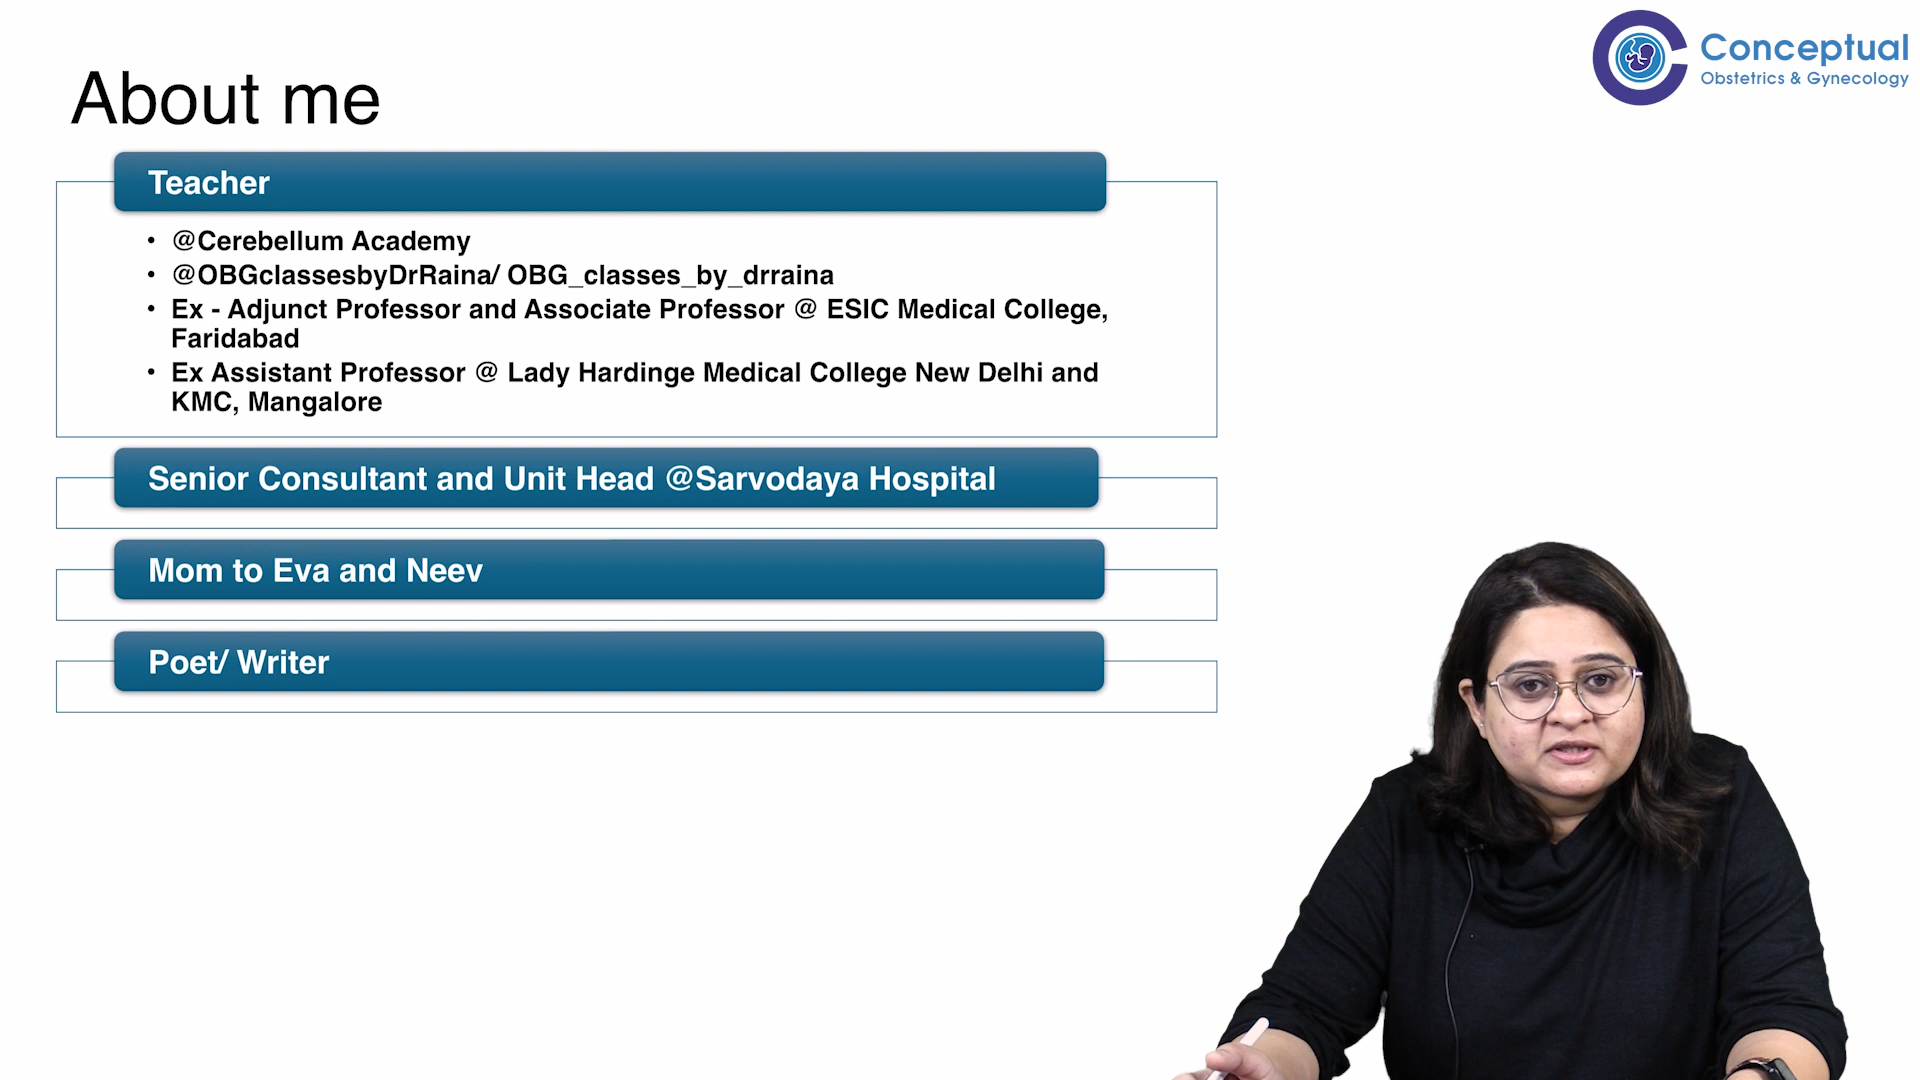 Conceptual
Obstetrics & Gynecology
About me
Teacher
• @Cerebellum Academy
• @OBGclassesbyDrRaina/ OBG_classes_by_drraina
• Ex - Adjunct Professor and Associate Professor @ ESIC Medical College,
Faridabad
• Ex Assistant Professor @ Lady Hardinge Medical College New Delhi and
KMC, Mangalore
Senior Consultant and Unit Head @Sarvodaya Hospital
Mom to Eva and Neev
Poet/ Writer